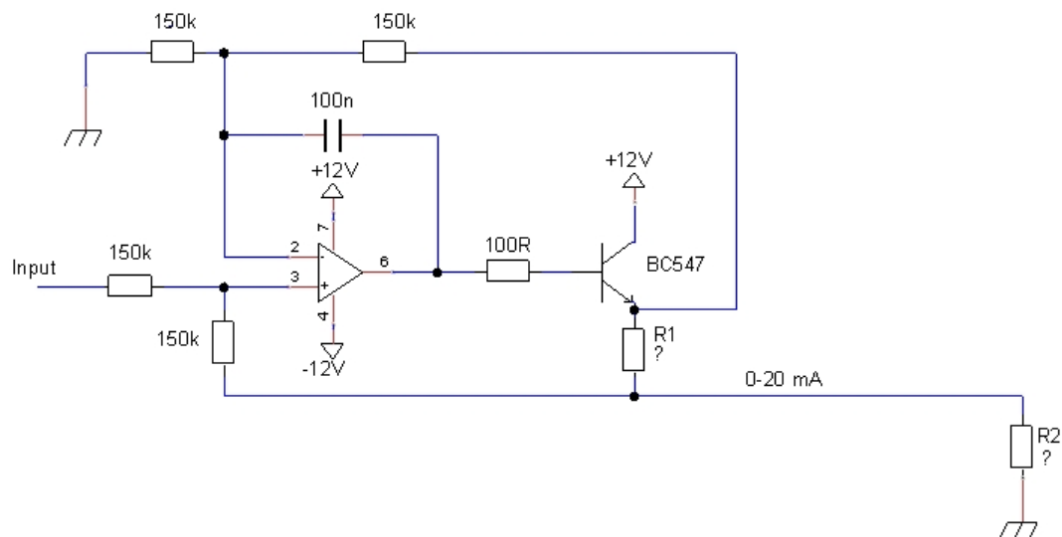 150k
150k
100n
+12V
+12V
7
150k
2
-
6
100R
BC547
Input
3
+
150k
4
-12V
R1
?
0-20 mA
R2
?